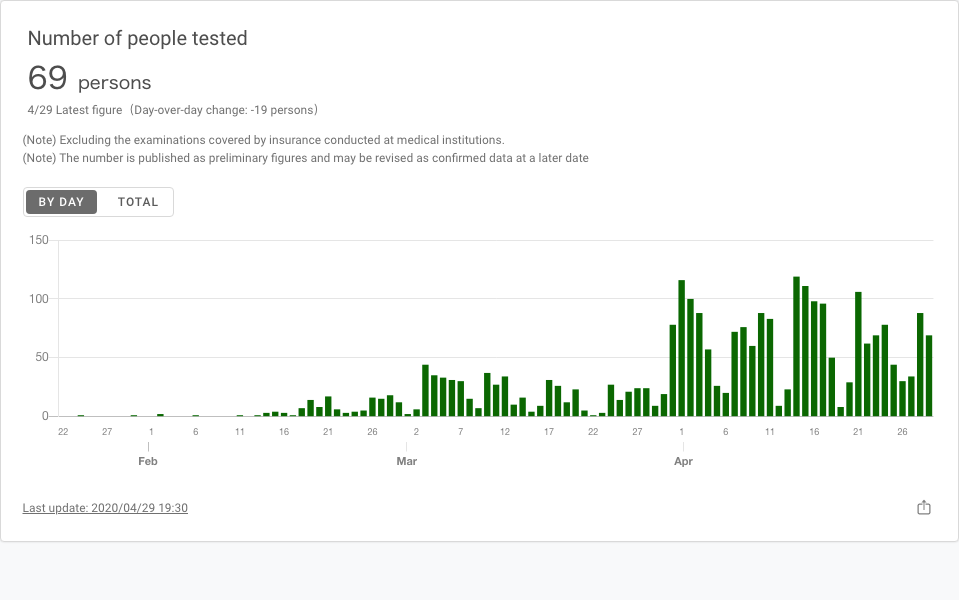 Number of people tested
69 persons
4/29 Latest figure（Day-over-day change: -19 persons）
(Note) Excluding the examinations covered by insurance conducted at medical institutions.
(Note) The number is published as preliminary figures and may be revised as confirmed data at a later date
BY DAY TOTAL
150
100
50
0
22 27 1 6 11 16 21 26 2 7 12 17 22 27 1 6 11 16 21 26
Feb Mar Apr
Last update: 2020/04/29 19:30